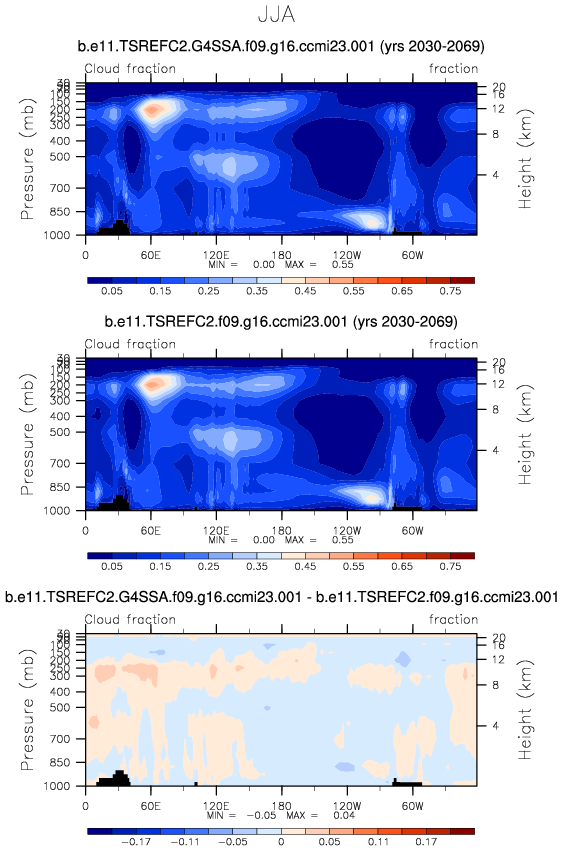 JJA
b.e11.TSREFC2.G4SSA.f09.g16.ccmi23.001 (yrs 2030-2069)
Cloud fraction fraction
Pressure (mb)
30
100
150
200
250
300
400
500
700
850
1000
20
16
12
8
4
Height (km)
0 60E 120E 180 120W 60W
MIN = 0.00 MAX = 0.55
0.05 0.15 0.25 0.35 0.45 0.55 0.65 0.75
b.e11.TSREFC2.f09.g16.ccmi23.001 (yrs 2030-2069)
Cloud fraction fraction
Pressure (mb)
30
100
150
200
250
300
400
500
700
850
1000
20
16
12
8
4
Height (km)
0 60E 120E 180 120W 60W
MIN = 0.00 MAX = 0.55
0.05 0.15 0.25 0.35 0.45 0.55 0.65 0.75
b.e11.TSREFC2.G4SSA.f09.g16.ccmi23.001 - b.e11.TSREFC2.f09.g16.ccmi23.001
Cloud fraction fraction
Pressure (mb)
30
100
150
200
250
300
400
500
700
850
1000
20
16
12
8
4
Height (km)
0 60E 120E 180 120W 60W
MIN = -0.05 MAX = 0.04
-0.17 -0.11 -0.05 0 0.05 0.11 0.17